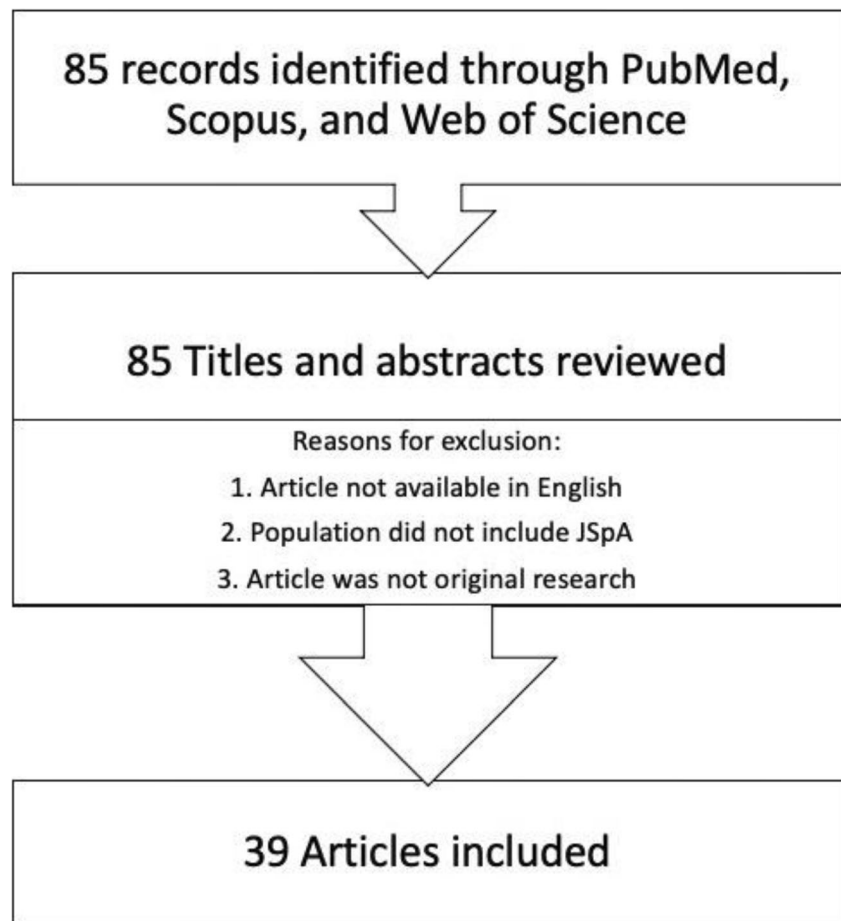 85 records identified through PubMed,
Scopus, and Web of Science
85 Titles and abstracts reviewed
Reasons for exclusion:
1. Article not available in English
2. Population did not include JSpA
3. Article was not original research
39 Articles included